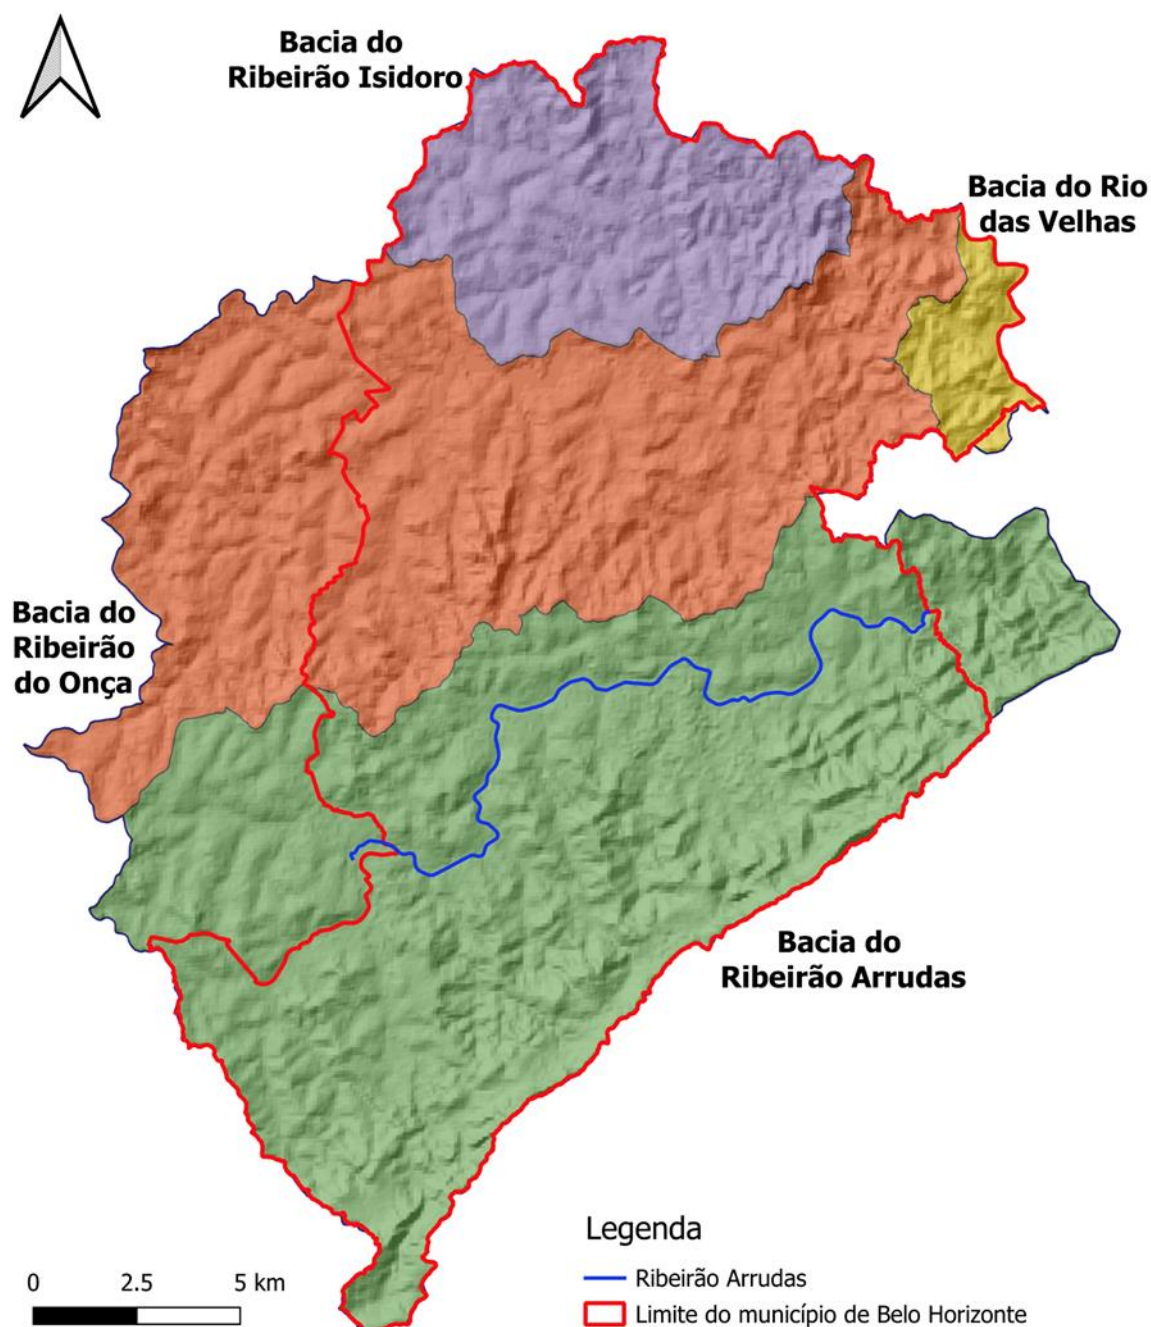 Bacia do
Ribeirão Isidoro
Bacia do Rio
das Velhas
Bacia do
Ribeirão
do Onça
Bacia do
Ribeirão Arrudas
Legenda
0 2.5 5 km
Ribeirão Arrudas
Limite do município de Belo Horizonte